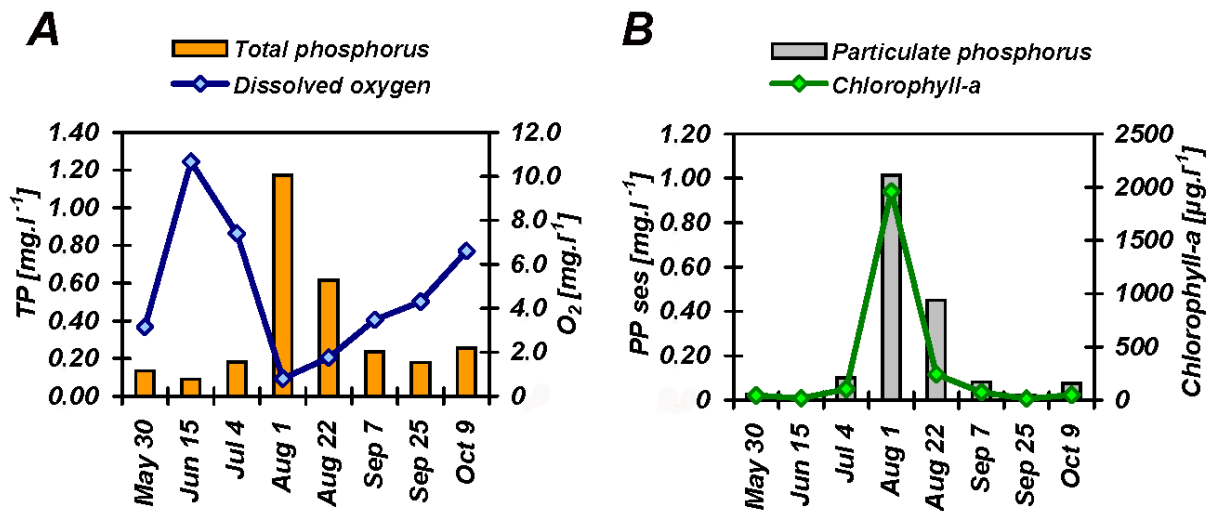 A
Total phosphorus
Dissolved oxygen
TP [mg.l⁻¹]
1.40
1.20
1.00
0.80
0.60
0.40
0.20
0.00
12.0
10.0
8.0
6.0
4.0
2.0
0.0
O₂ [mg.l¹]
May 30
Jun 15
Jul 4
Aug 1
Aug 22
Sep 7
Sep 25
Oct 9
B
Particulate phosphorus
Chlorophyll-a
PP ses [mg.l⁻¹]
1.20
1.00
0.80
0.60
0.40
0.20
0
2500
2000
1500
1000
500
0
Chlorophyll-a [µg.l¹]
May 30
Jun 15
Jul 4
Aug 1
Aug 22
Sep 7
Sep 25
Oct 9